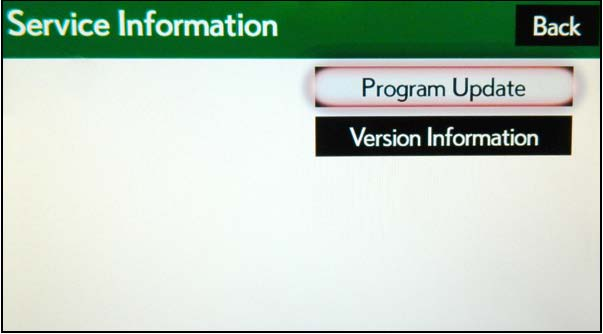 Service Information
Back
Program Update
Version Information